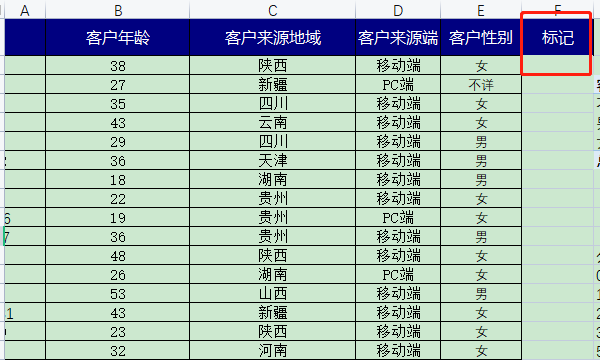 A B C D E F
客户年龄 客户来源地域 客户来源端 客户性别 标记
38 陕西 移动端 女
27 新疆 PC端 不详
35 四川 移动端 女
43 云南 移动端 女
29 四川 移动端 男
36 天津 移动端 男
18 湖南 移动端 男
22 贵州 移动端 女
6 19 贵州 PC端 女
7 36 贵州 移动端 男
48 陕西 移动端 女
26 湖南 PC端 女
53 山西 移动端 男
31 43 新疆 移动端 女
23 陕西 移动端 女
32 河南 移动端 女